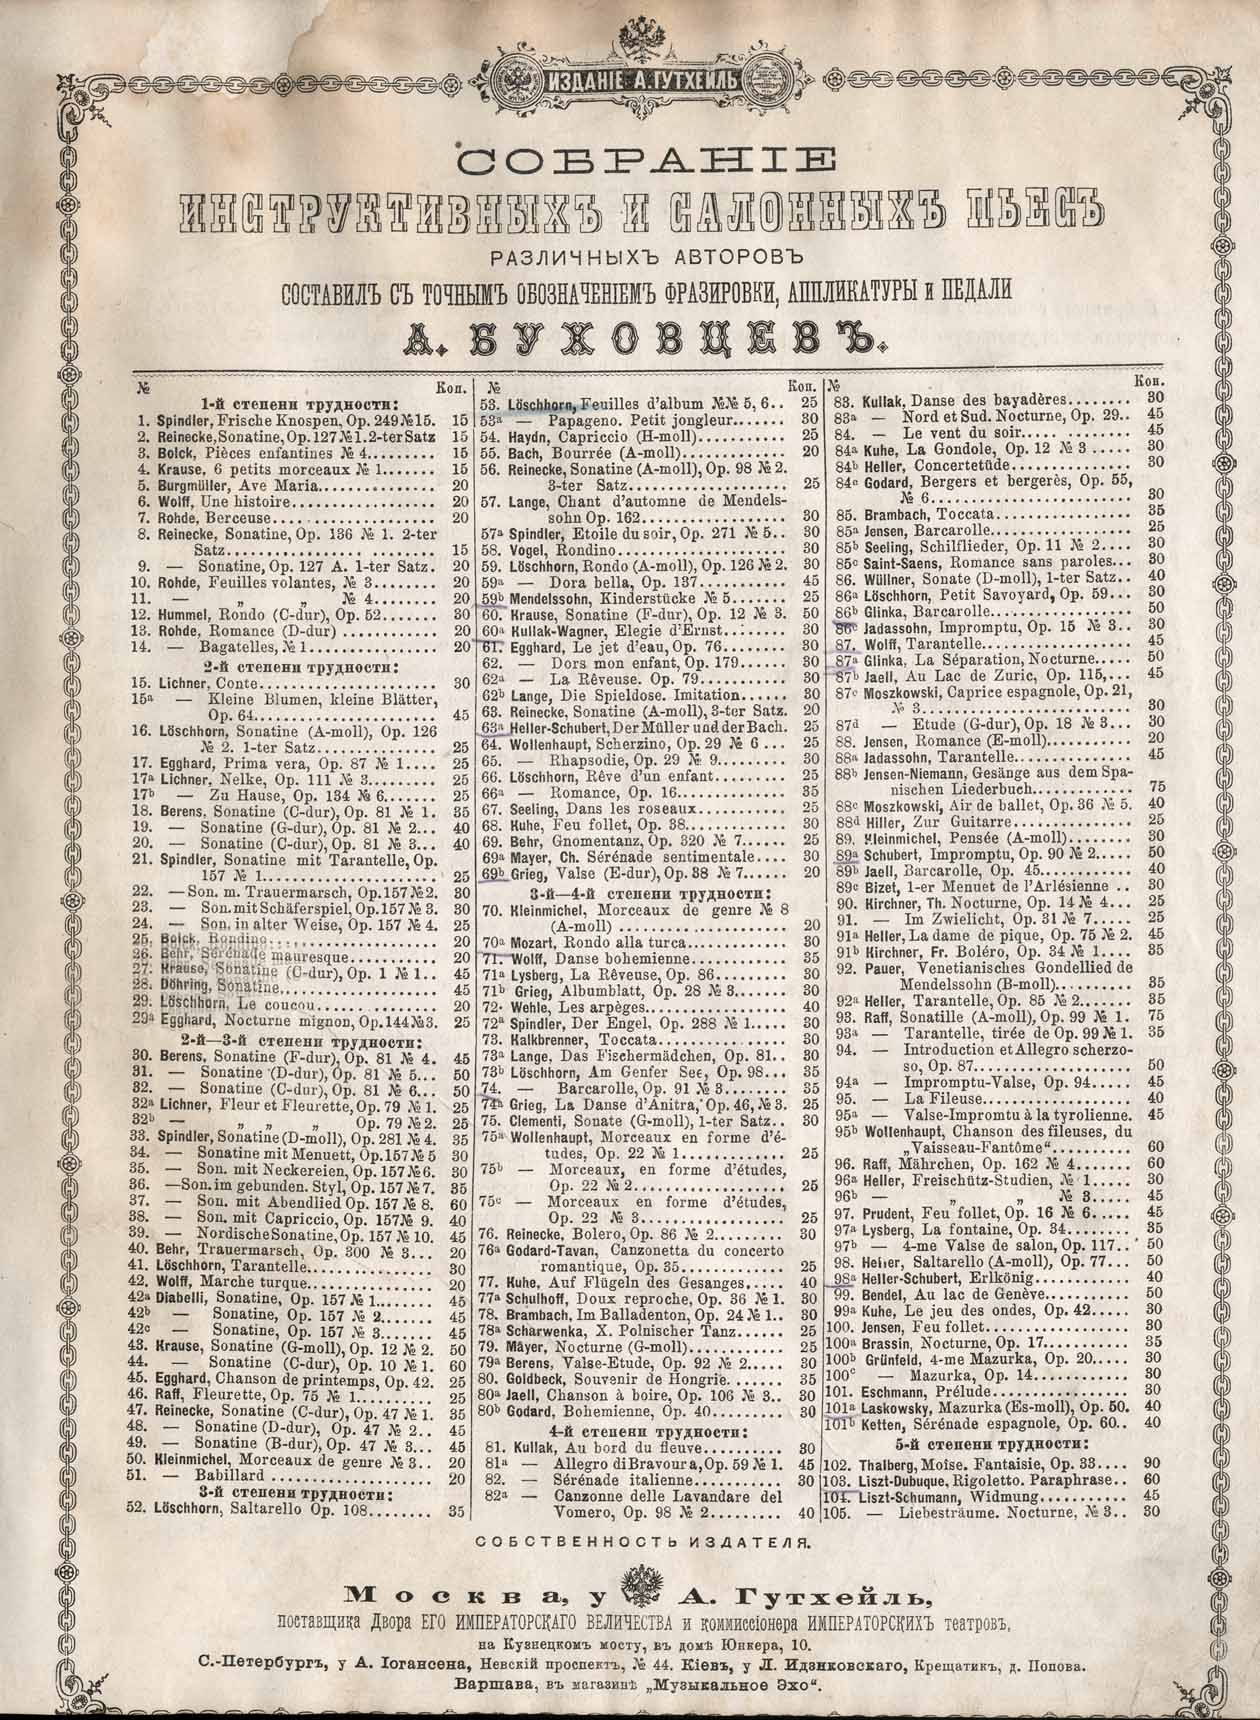 ИЗДАНІЕ А. ГУТХЕЙЛЬ
СОБРАНІЕ
ИНСТРУКТИВНЫХЪ И САЛОННЫХЪ ПЬЕСЪ
РАЗЛИЧНЫХЪ АВТОРОВЪ
СОСТАВИЛЪ СЪ ТОЧНЫМЪ ОБОЗНАЧЕНІЕМЪ ФРАЗИРОВКИ, АППЛИКАТУРЫ И ПЕДАЛИ
А. БУХОВЦЕВЪ.
№ Коп.
1-й степени трудности:
1. Spindler, Frische Knospen, Op. 249 № 15. 15
2. Reinecke, Sonatine, Op. 127 № 1. 2-ter Satz 15
3. Bolck, Pièces enfantines № 4......... 15
4. Krause, 6 petits morceaux № 1....... 15
5. Burgmüller, Ave Maria............... 20
6. Wolff, Une histoire.................. 20
7. Rohde, Berceuse..................... 20
8. Reinecke, Sonatine, Op. 136 № 1. 2-ter
Satz................. 15
9. — Sonatine, Op. 127 A. 1-ter Satz. 20
10. Rohde, Feuilles volantes, № 3......... 20
11. — „ „ № 4......... 20
12. Hummel, Rondo (C-dur), Op. 52....... 30
13. Rohde, Romance (D-dur) ............. 20
14. — Bagatelles, № 1............... 20
2-й степени трудности:
15. Lichner, Conte....................... 30
15a — Kleine Blumen, kleine Blätter,
Op. 64.................. 45
16. Löschhorn, Sonatine (A-moll), Op. 126
№ 2. 1-ter Satz............. 25
17. Egghard, Prima vera, Op. 87 № 1.... 25
17a Lichner, Nelke, Op. 111 № 3......... 25
17b — Zu Hause, Op. 134 № 6....... 25
18. Berens, Sonatine (C-dur), Op. 81 № 1. 35
19. — Sonatine (G-dur), Op. 81 № 2... 40
20. — Sonatine (C-dur), Op. 81 № 3... 40
21. Spindler, Sonatine mit Tarantelle, Op.
157 № 1................. 25
22. — Son. m. Trauermarsch, Op. 157 № 2. 30
23. — Son. mit Schäferspiel, Op. 157 № 3. 30
24. — Son. in alter Weise, Op. 157 № 4. 25
25. Bolck, Rondino.... 20
26. Behr, Sérénade mauresque............ 20
27. Krause, Sonatine (C-dur), Op. 1 № 1.. 45
28. Döhring, Sonatine................... 45
29. Löschhorn, Le coucou............... 20
29a Egghard, Nocturne mignon, Op. 144 № 3. 25
2-й—3-й степени трудности:
30. Berens, Sonatine (F-dur), Op. 81 № 4. 45
31. — Sonatine (D-dur), Op. 81 № 5... 50
32. — Sonatine (C-dur), Op. 81 № 6... 50
32a Lichner, Fleur et Fleurette, Op. 79 № 1. 25
32b — „ „ „ Op. 79 № 2. 25
33. Spindler, Sonatine (D-moll), Op. 281 № 4. 35
34. — Sonatine mit Menuett, Op. 157 № 5 30
35. — Son. mit Neckereien, Op. 157 № 6. 30
36. — Son. im gebunden. Styl, Op. 157 № 7. 35
37. — Son. mit Abendlied Op. 157 № 8. 60
38. — Son. mit Capriccio, Op. 157 № 9. 40
39. — Nordische Sonatine, Op. 157 № 10. 45
40. Behr, Trauermarsch, Op. 300 № 3... 20
41. Löschhorn, Tarantelle............... 30
42. Wolff, Marche turque................ 20
42a Diabelli, Sonatine, Op. 157 № 1...... 45
42b — Sonatine, Op. 157 № 2....... 45
42c — Sonatine, Op. 157 № 3....... 45
43. Krause, Sonatine (G-moll), Op. 12 № 2. 50
44. — Sonatine (C-dur), Op. 10 № 1. 60
45. Egghard, Chanson de printemps, Op. 42. 25
46. Raff, Fleurette, Op. 75 № 1......... 25
47. Reinecke, Sonatine (C-dur), Op. 47 № 1. 35
48. — Sonatine (D-dur), Op. 47 № 2.. 45
49. — Sonatine (B-dur), Op. 47 № 3... 45
50. Kleinmichel, Morceaux de genre № 3.. 20
51. — Babillard ................ 20
3-й степени трудности:
52. Löschhorn, Saltarello Op. 108........ 35
№ Коп.
53. Löschhorn, Feuilles d'album №№ 5, 6.. 25
53a — Papageno. Petit jongleur....... 30
54. Haydn, Capriccio (H-moll)........... 25
55. Bach, Bourrée (A-moll)............. 20
56. Reinecke, Sonatine (A-moll), Op. 98 № 2.
3-ter Satz............... 25
57. Lange, Chant d'automne de Mendels-
sohn Op. 162............. 30
57a Spindler, Etoile du soir, Op. 271 № 5.. 30
58. Vogel, Rondino..................... 30
59. Löschhorn, Rondo (A-moll), Op. 126 № 2. 30
59a — Dora bella, Op. 137......... 45
59b Mendelssohn, Kinderstücke № 5....... 25
60. Krause, Sonatine (F-dur), Op. 12 № 3. 50
60a Kullak-Wagner, Elegie d'Ernst........ 30
61. Egghard, Le jet d'eau, Op. 76....... 30
62. — Dors mon enfant, Op. 179..... 30
62a — La Rêveuse. Op. 79......... 30
62b Lange, Die Spieldose. Imitation...... 30
63. Reinecke, Sonatine (A-moll), 3-ter Satz. 20
63a Heller-Schubert, Der Müller und der Bach. 25
64. Wollenhaupt, Scherzino, Op. 29 № 6 ... 25
65. — Rhapsodie, Op. 29 № 9....... 30
66. Löschhorn, Rêve d'un enfant.......... 25
66a — Romance, Op. 16............ 35
67. Seeling, Dans les roseaux............ 25
68. Kuhe, Feu follet, Op. 38............ 30
69. Behr, Gnomentanz, Op. 320 № 7...... 25
69a Mayer, Ch. Sérénade sentimentale.... 30
69b Grieg, Valse (E-dur), Op. 38 № 7..... 20
3-й—4-й степени трудности:
70. Kleinmichel, Morceaux de genre № 8
(A-moll) ............... 20
70a Mozart, Rondo alla turca............ 30
71. Wolff, Danse bohemienne............ 35
71a Lysberg, La Rêveuse, Op. 86........ 30
71b Grieg, Albumblatt, Op. 28 № 3....... 30
72. Wehle, Les arpèges.................. 40
72a Spindler, Der Engel, Op. 288 № 1..... 30
73. Kalkbrenner, Toccata................ 30
73a Lange, Das Fischermädchen, Op. 81.. 30
73b Löschhorn, Am Genfer See, Op. 98... 35
74. — Barcarolle, Op. 91 № 3....... 35
74a Grieg, La Danse d'Anitra, Op. 46, № 3. 25
75. Clementi, Sonate (G-moll), 1-ter Satz.. 30
75a Wollenhaupt, Morceaux en forme d'é-
tudes, Op. 22 № 1........... 25
75b — Morceaux, en forme d'études,
Op. 22 № 2................ 25
75c — Morceaux en forme d'études,
Op. 22 № 3................ 25
76. Reinecke, Bolero, Op. 86 № 2........ 30
76a Godard-Tavan, Canzonetta du concerto
romantique, Op. 35......... 25
77. Kuhe, Auf Flügeln des Gesanges..... 40
77a Schulhoff, Doux reproche, Op. 36 № 1. 30
78. Brambach, Im Balladenton, Op. 24 № 1.. 30
78a Scharwenka, X. Polnischer Tanz..... 25
79. Mayer, Nocturne (G-moll)............ 25
79a Berens, Valse-Etude, Op. 92 № 2..... 30
80. Goldbeck, Souvenir de Hongrie. ...... 35
80a Jaell, Chanson à boire, Op. 106 № 3.. 30
80b Godard, Bohemienne, Op. 40......... 30
4-й степени трудности:
81. Kullak, Au bord du fleuve........... 30
81a — Allegro di Bravoura, Op. 59 № 1. 45
82. — Sérénade italienne............ 30
82a — Canzonne delle Lavandare del
Vomero, Op. 98 № 2......... 40
№ Коп.
83. Kullak, Danse des bayadères........ 30
83a — Nord et Sud. Nocturne, Op. 29.. 45
84. — Le vent du soir............. 45
84a Kuhe, La Gondole, Op. 12 № 3 ..... 30
84b Heller, Concertetüde................ 30
84c Godard, Bergers et bergerès, Op. 55,
№ 6..................... 30
85. Brambach, Toccata................. 35
85a Jensen, Barcarolle................. 25
85b Seeling, Schilflieder, Op. 11 № 2.... 30
85c Saint-Saens, Romance sans paroles... 30
86. Wüllner, Sonate (D-moll), 1-ter Satz.. 40
86a Löschhorn, Petit Savoyard, Op. 59... 30
86b Glinka, Barcarolle.................. 50
86c Jadassohn, Impromptu, Op. 15 № 3.. 30
87. Wolff, Tarantelle................... 45
87a Glinka, La Séparation, Nocturne..... 50
87b Jaell, Au Lac de Zuric, Op. 115,.... 45
87c Moszkowski, Caprice espagnole, Op. 21,
№ 3...................... 30
87d — Etude (G-dur), Op. 18 № 3... 30
88. Jensen, Romance (E-moll)........... 20
88a Jadassohn, Tarantelle............... 45
88b Jensen-Niemann, Gesänge aus dem Spa-
nischen Liederbuch........... 75
88c Moszkowski, Air de ballet, Op. 36 № 5. 40
88d Hiller, Zur Guitarre................ 25
89. Kleinmichel, Pensée (A-moll)......... 30
89a Schubert, Impromptu, Op. 90 № 2..... 50
89b Jaell, Barcarolle, Op. 45............ 40
89c Bizet, 1-er Menuet de l'Arlésienne .. 30
90. Kirchner, Th. Nocturne, Op. 14 № 4... 25
91. — Im Zwielicht, Op. 31 № 7..... 25
91a Heller, La dame de pique, Op. 75 № 2. 45
91b Kirchner, Fr. Boléro, Op. 34 № 1.... 35
92. Pauer, Venetianisches Gondellied de
Mendelssohn (B-moll)......... 35
92a Heller, Tarantelle, Op. 85 № 2....... 35
93. Raff, Sonatille (A-moll), Op. 99 № 1. 75
93a — Tarantelle, tirée de Op. 99 № 1. 35
94. — Introduction et Allegro scherzo-
so, Op. 87................ 50
94a — Impromptu-Valse, Op. 94..... 45
95. — La Fileuse.................. 40
95a — Valse-Impromtu à la tyrolienne. 45
95b Wollenhaupt, Chanson des fileuses, du
„Vaisseau-Fantôme“.......... 60
96. Raff, Mährchen, Op. 162 № 4........ 60
96a Heller, Freischütz-Studien, № 1...... 30
96b — „ „ № 3...... 45
97. Prudent, Feu follet, Op. 16 № 6..... 45
97a Lysberg, La fontaine, Op. 34........ 35
97b — 4-me Valse de salon, Op. 117.. 50
98. Heller, Saltarello (A-moll), Op. 77... 50
98a Heller-Schubert, Erlkönig............ 40
99. Bendel, Au lac de Genève............ 50
99a Kuhe, Le jeu des ondes, Op. 42..... 30
100. Jensen, Feu follet................. 30
100a Brassin, Nocturne, Op. 17.......... 35
100b Grünfeld, 4-me Mazurka, Op. 20..... 30
100c — Mazurka, Op. 14.......... 30
101. Eschmann, Prélude................ 30
101a Laskowsky, Mazurka (Es-moll), Op. 50. 40
101b Ketten, Sérénade espagnole, Op. 60.. 40
5-й степени трудности:
102. Thalberg, Moîse. Fantaisie, Op. 33.... 90
103. Liszt-Dubuque, Rigoletto. Paraphrase.. 60
104. Liszt-Schumann, Widmung.......... 45
105. — Liebesträume. Nocturne, № 3.. 30
СОБСТВЕННОСТЬ ИЗДАТЕЛЯ.
Москва, у А. Гутхейль,
поставщика Двора ЕГО ИМПЕРАТОРСКАГО ВЕЛИЧЕСТВА и коммиссіонера ИМПЕРАТОРСКИХЪ театровъ,
на Кузнецкомъ мосту, въ домѣ Юнкера, 10.
С.-Петербургъ, у А. Іогансена, Невскій проспектъ, № 44. Кіевъ, у Л. Идзиковскаго, Крещатикъ, д. Попова.
Варшава, въ магазинѣ „Музыкальное Эхо“.